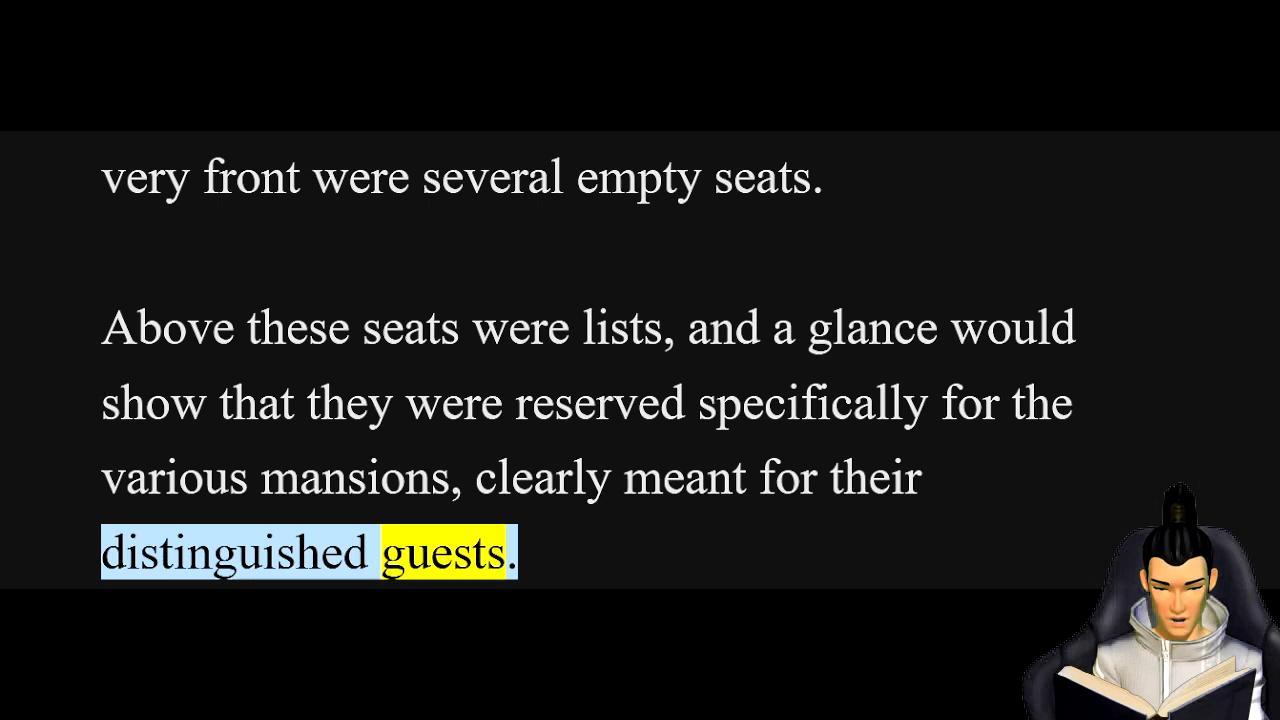 very front were several empty seats.
Above these seats were lists, and a glance would
show that they were reserved specifically for the
various mansions, clearly meant for their
distinguished guests.